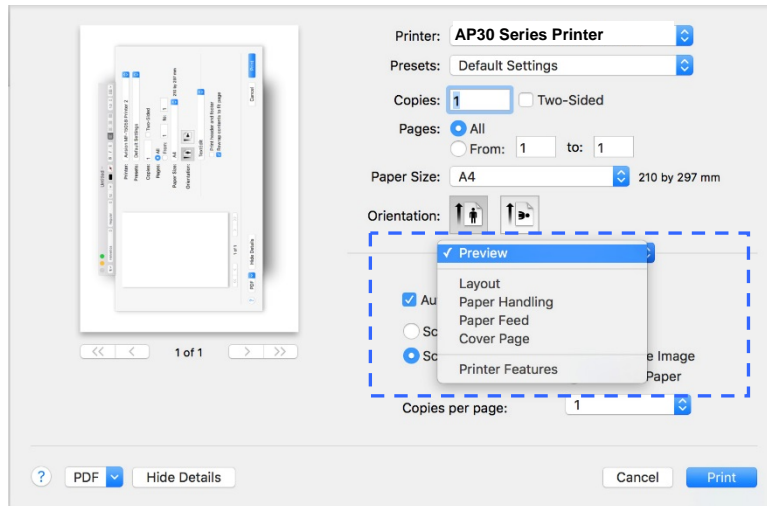 Printer: AP30 Series Printer
Presets: Default Settings
Copies: 1 Two-Sided
Pages: All
From: 1 to: 1
Paper Size: A4 210 by 297 mm
Orientation:
✓ Preview
Layout
Au
Paper Handling
Paper Feed
Sc
Cover Page
Sc e Image
Printer Features
Paper
Copies per page: 1
<< < 1 of 1 > >>
? PDF Hide Details Cancel Print